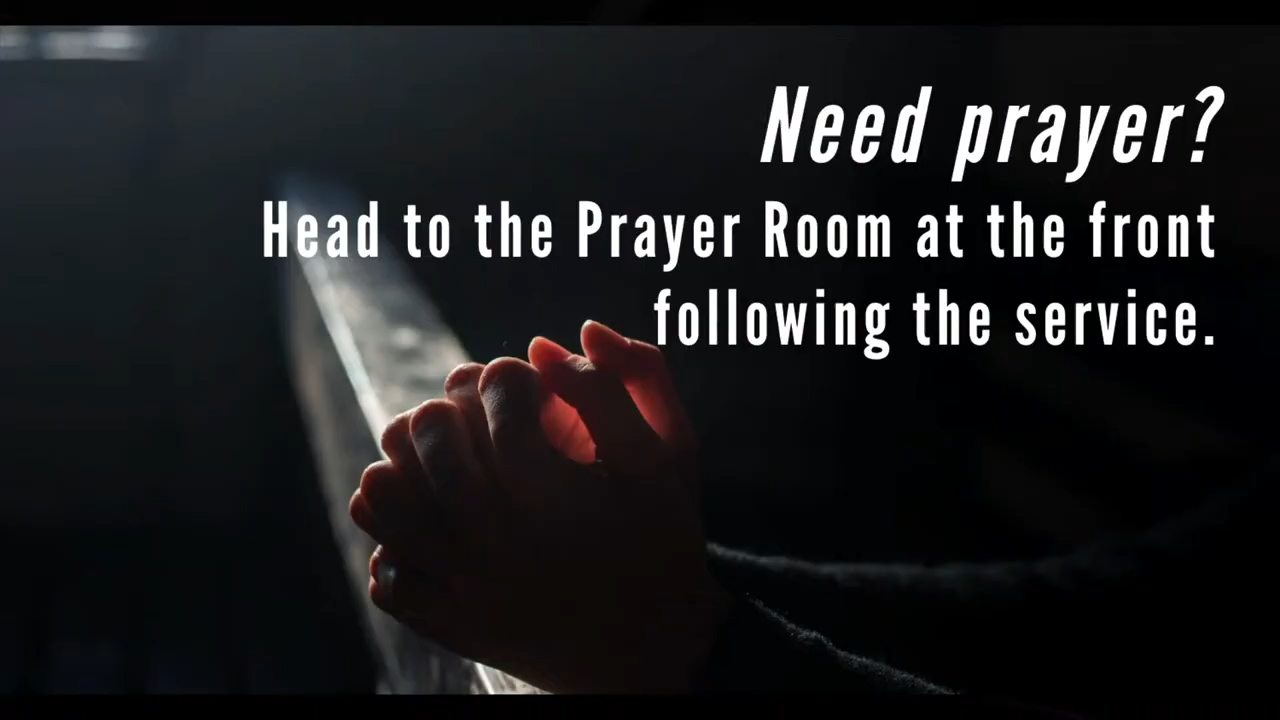 Need prayer?
Head to the Prayer Room at the front
following the service.